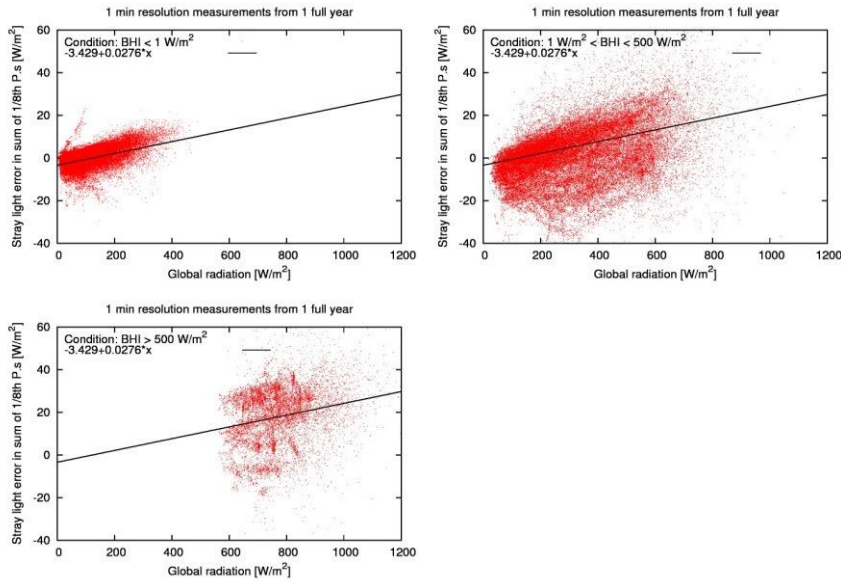 1 min resolution measurements from 1 full year
60
40
20
0
-20
-40
Stray light error in sum of 1/8th P.s [W/m²]
Condition: BHI < 1 W/m²
-3.429+0.0276*x
0 200 400 600 800 1000 1200
Global radiation [W/m²]
1 min resolution measurements from 1 full year
60
40
20
0
-20
-40
Stray light error in sum of 1/8th P.s [W/m²]
Condition: 1 W/m² < BHI < 500 W/m²
-3.429+0.0276*x
0 200 400 600 800 1000 1200
Global radiation [W/m²]
1 min resolution measurements from 1 full year
60
40
20
0
-20
-40
Stray light error in sum of 1/8th P.s [W/m²]
Condition: BHI > 500 W/m²
-3.429+0.0276*x
0 200 400 600 800 1000 1200
Global radiation [W/m²]